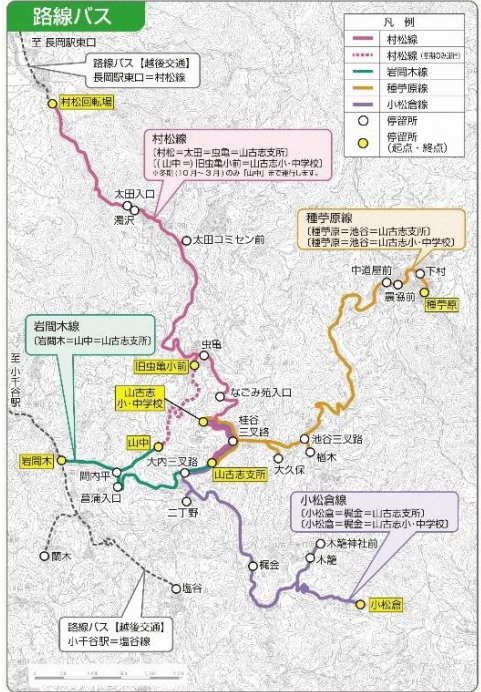 路線バス
至 長岡駅東口
路線バス【越後交通】
長岡駅東口＝村松線
凡 例
村松線
村松線（冬期のみ運行）
岩間木線
種苧原線
小松倉線
停留所
停留所
（起点・終点）
村松回転場
村松線
〔村松＝太田＝虫亀＝山古志支所〕
〔（山中＝）旧虫亀小前＝山古志小・中学校〕
※冬期（10月～3月）のみ「山中」まで運行します。
太田入口
濁沢
太田コミセン前
種苧原線
〔種苧原＝池谷＝山古志支所〕
〔種苧原＝池谷＝山古志小・中学校〕
中道屋前
下村
農協前
種苧原
岩間木線
〔岩間木＝山中＝山古志支所〕
至 小千谷駅
虫亀
旧虫亀小前
なごみ苑入口
山古志
小・中学校
桂谷
三叉路
山中
池谷三叉路
楢木
大久保
岩間木
大内三叉路
山古志支所
間内平
菖蒲入口
二丁野
小松倉線
〔小松倉＝梶金＝山古志支所〕
〔小松倉＝梶金＝山古志小・中学校〕
木籠神社前
木籠
梶金
蘭木
塩谷
小松倉
路線バス【越後交通】
小千谷駅＝塩谷線